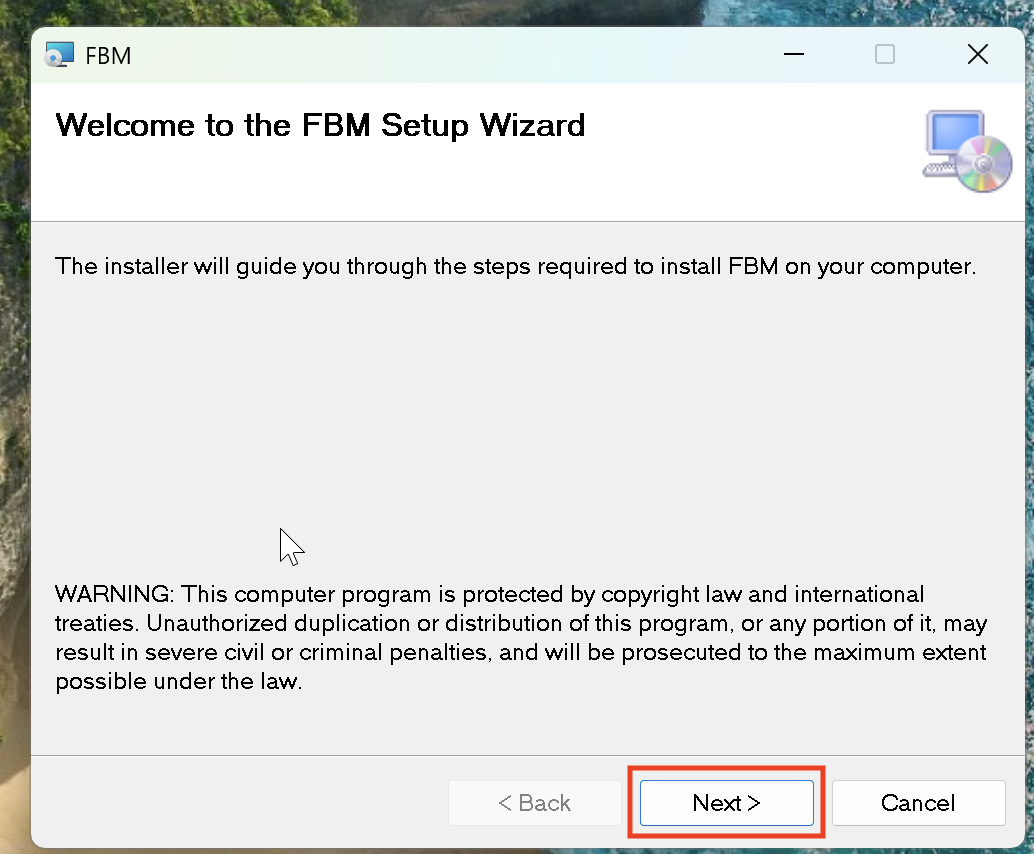 FBM
Welcome to the FBM Setup Wizard
The installer will guide you through the steps required to install FBM on your computer.
WARNING: This computer program is protected by copyright law and international
treaties. Unauthorized duplication or distribution of this program, or any portion of it, may
result in severe civil or criminal penalties, and will be prosecuted to the maximum extent
possible under the law.
< Back
Next >
Cancel